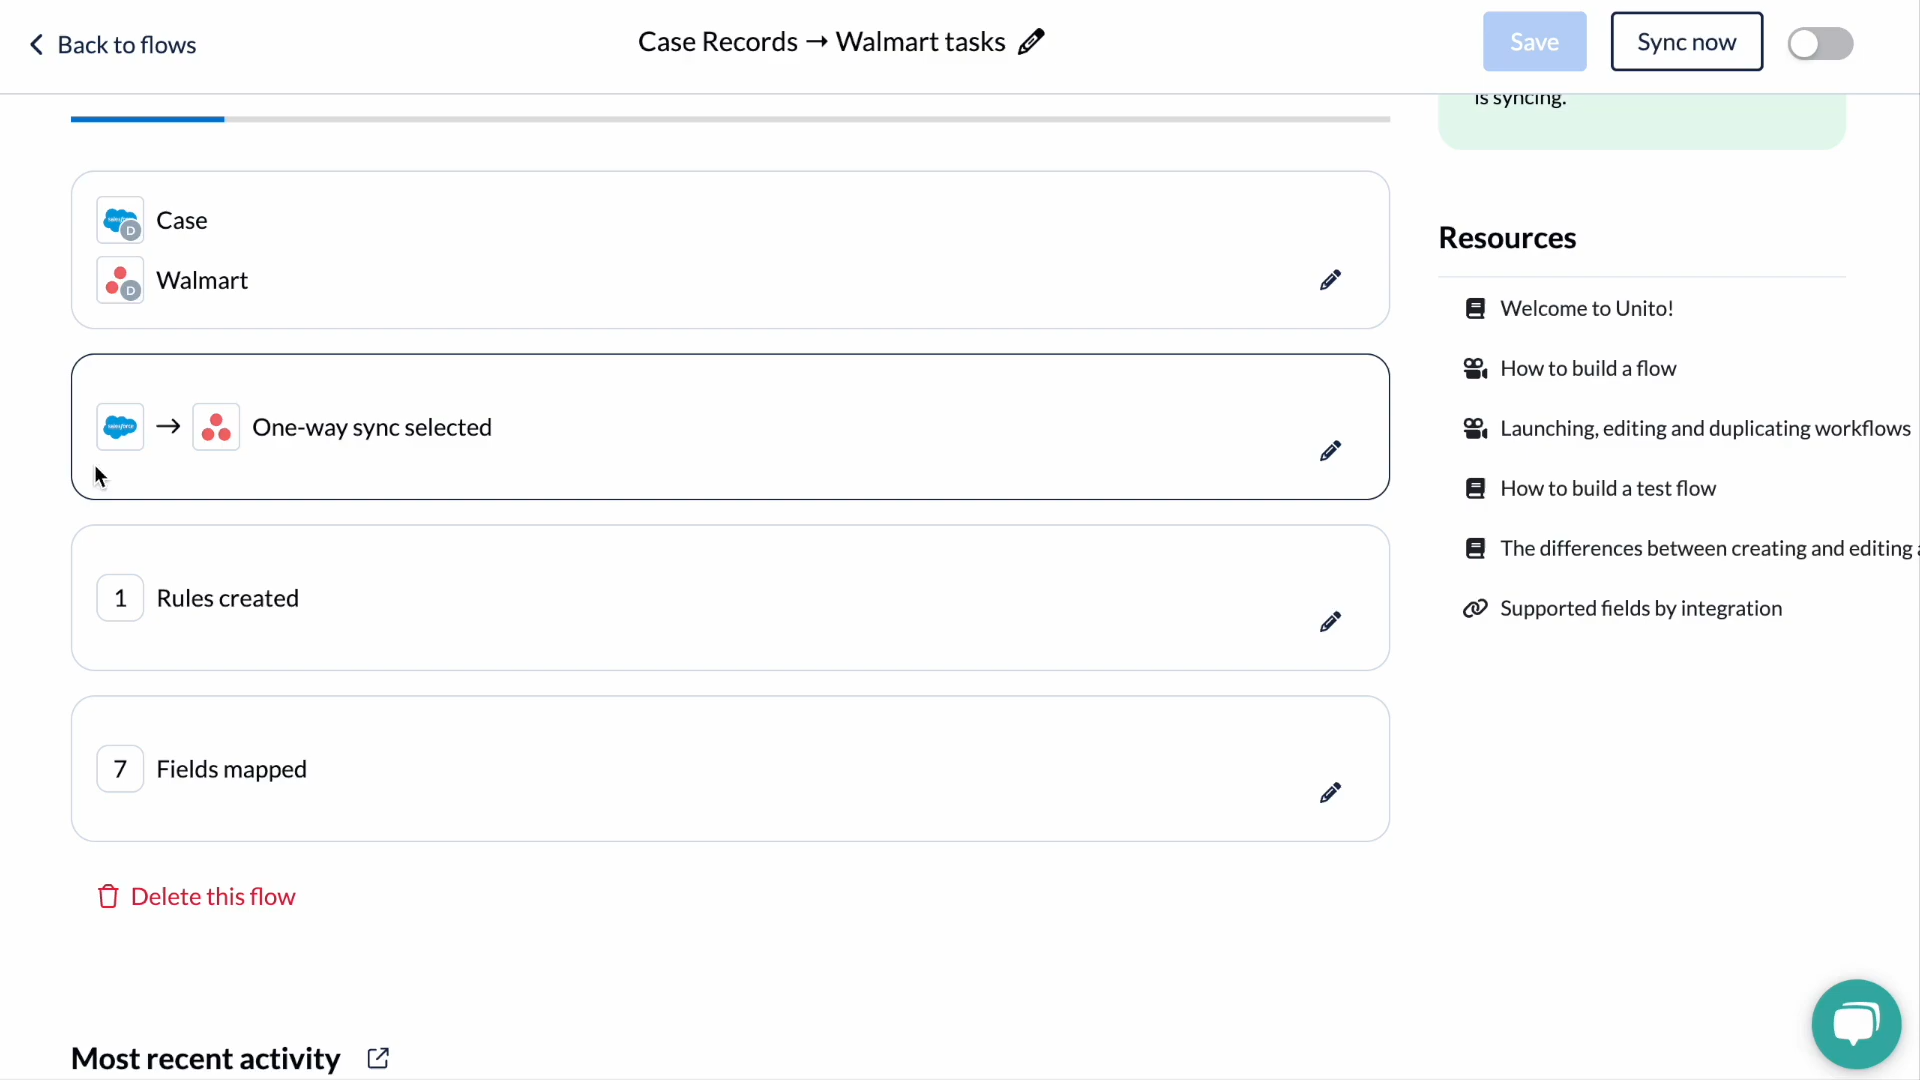 Back to flows
Case Records → Walmart tasks
Save
Sync now
is syncing.
D
Case
D
Walmart
salesforce
→
One-way sync selected
1
Rules created
7
Fields mapped
Delete this flow
Most recent activity
Resources
Welcome to Unito!
How to build a flow
Launching, editing and duplicating workflows
How to build a test flow
The differences between creating and editing
Supported fields by integration